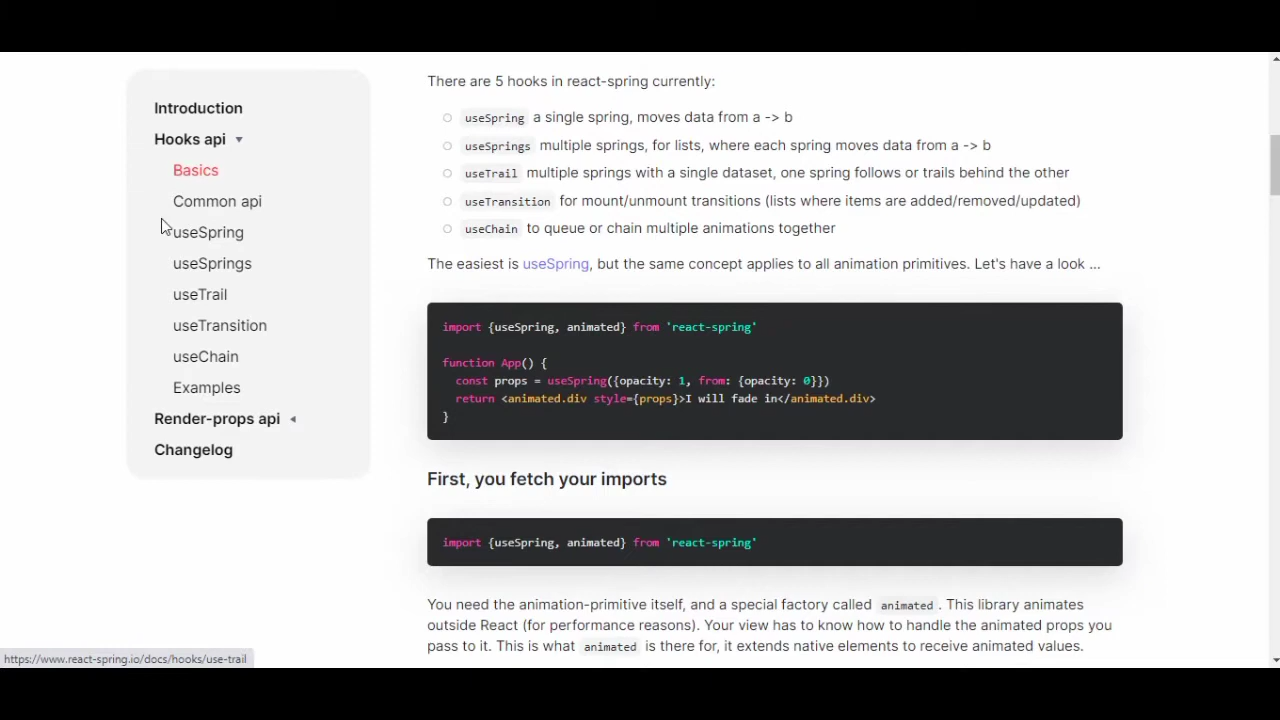 Introduction
Hooks api
Basics
Common api
useSpring
useSprings
useTrail
useTransition
useChain
Examples
Render-props api
Changelog
There are 5 hooks in react-spring currently:
useSpring a single spring, moves data from a -> b
useSprings multiple springs, for lists, where each spring moves data from a -> b
useTrail multiple springs with a single dataset, one spring follows or trails behind the other
useTransition for mount/unmount transitions (lists where items are added/removed/updated)
useChain to queue or chain multiple animations together
The easiest is useSpring, but the same concept applies to all animation primitives. Let's have a look ...
import {useSpring, animated} from 'react-spring'
function App() {
const props = useSpring({opacity: 1, from: {opacity: 0}})
return <animated.div style={props}>I will fade in</animated.div>
}
First, you fetch your imports
import {useSpring, animated} from 'react-spring'
You need the animation-primitive itself, and a special factory called animated. This library animates
outside React (for performance reasons). Your view has to know how to handle the animated props you
pass to it. This is what animated is there for, it extends native elements to receive animated values.
https://www.react-spring.io/docs/hooks/use-trail